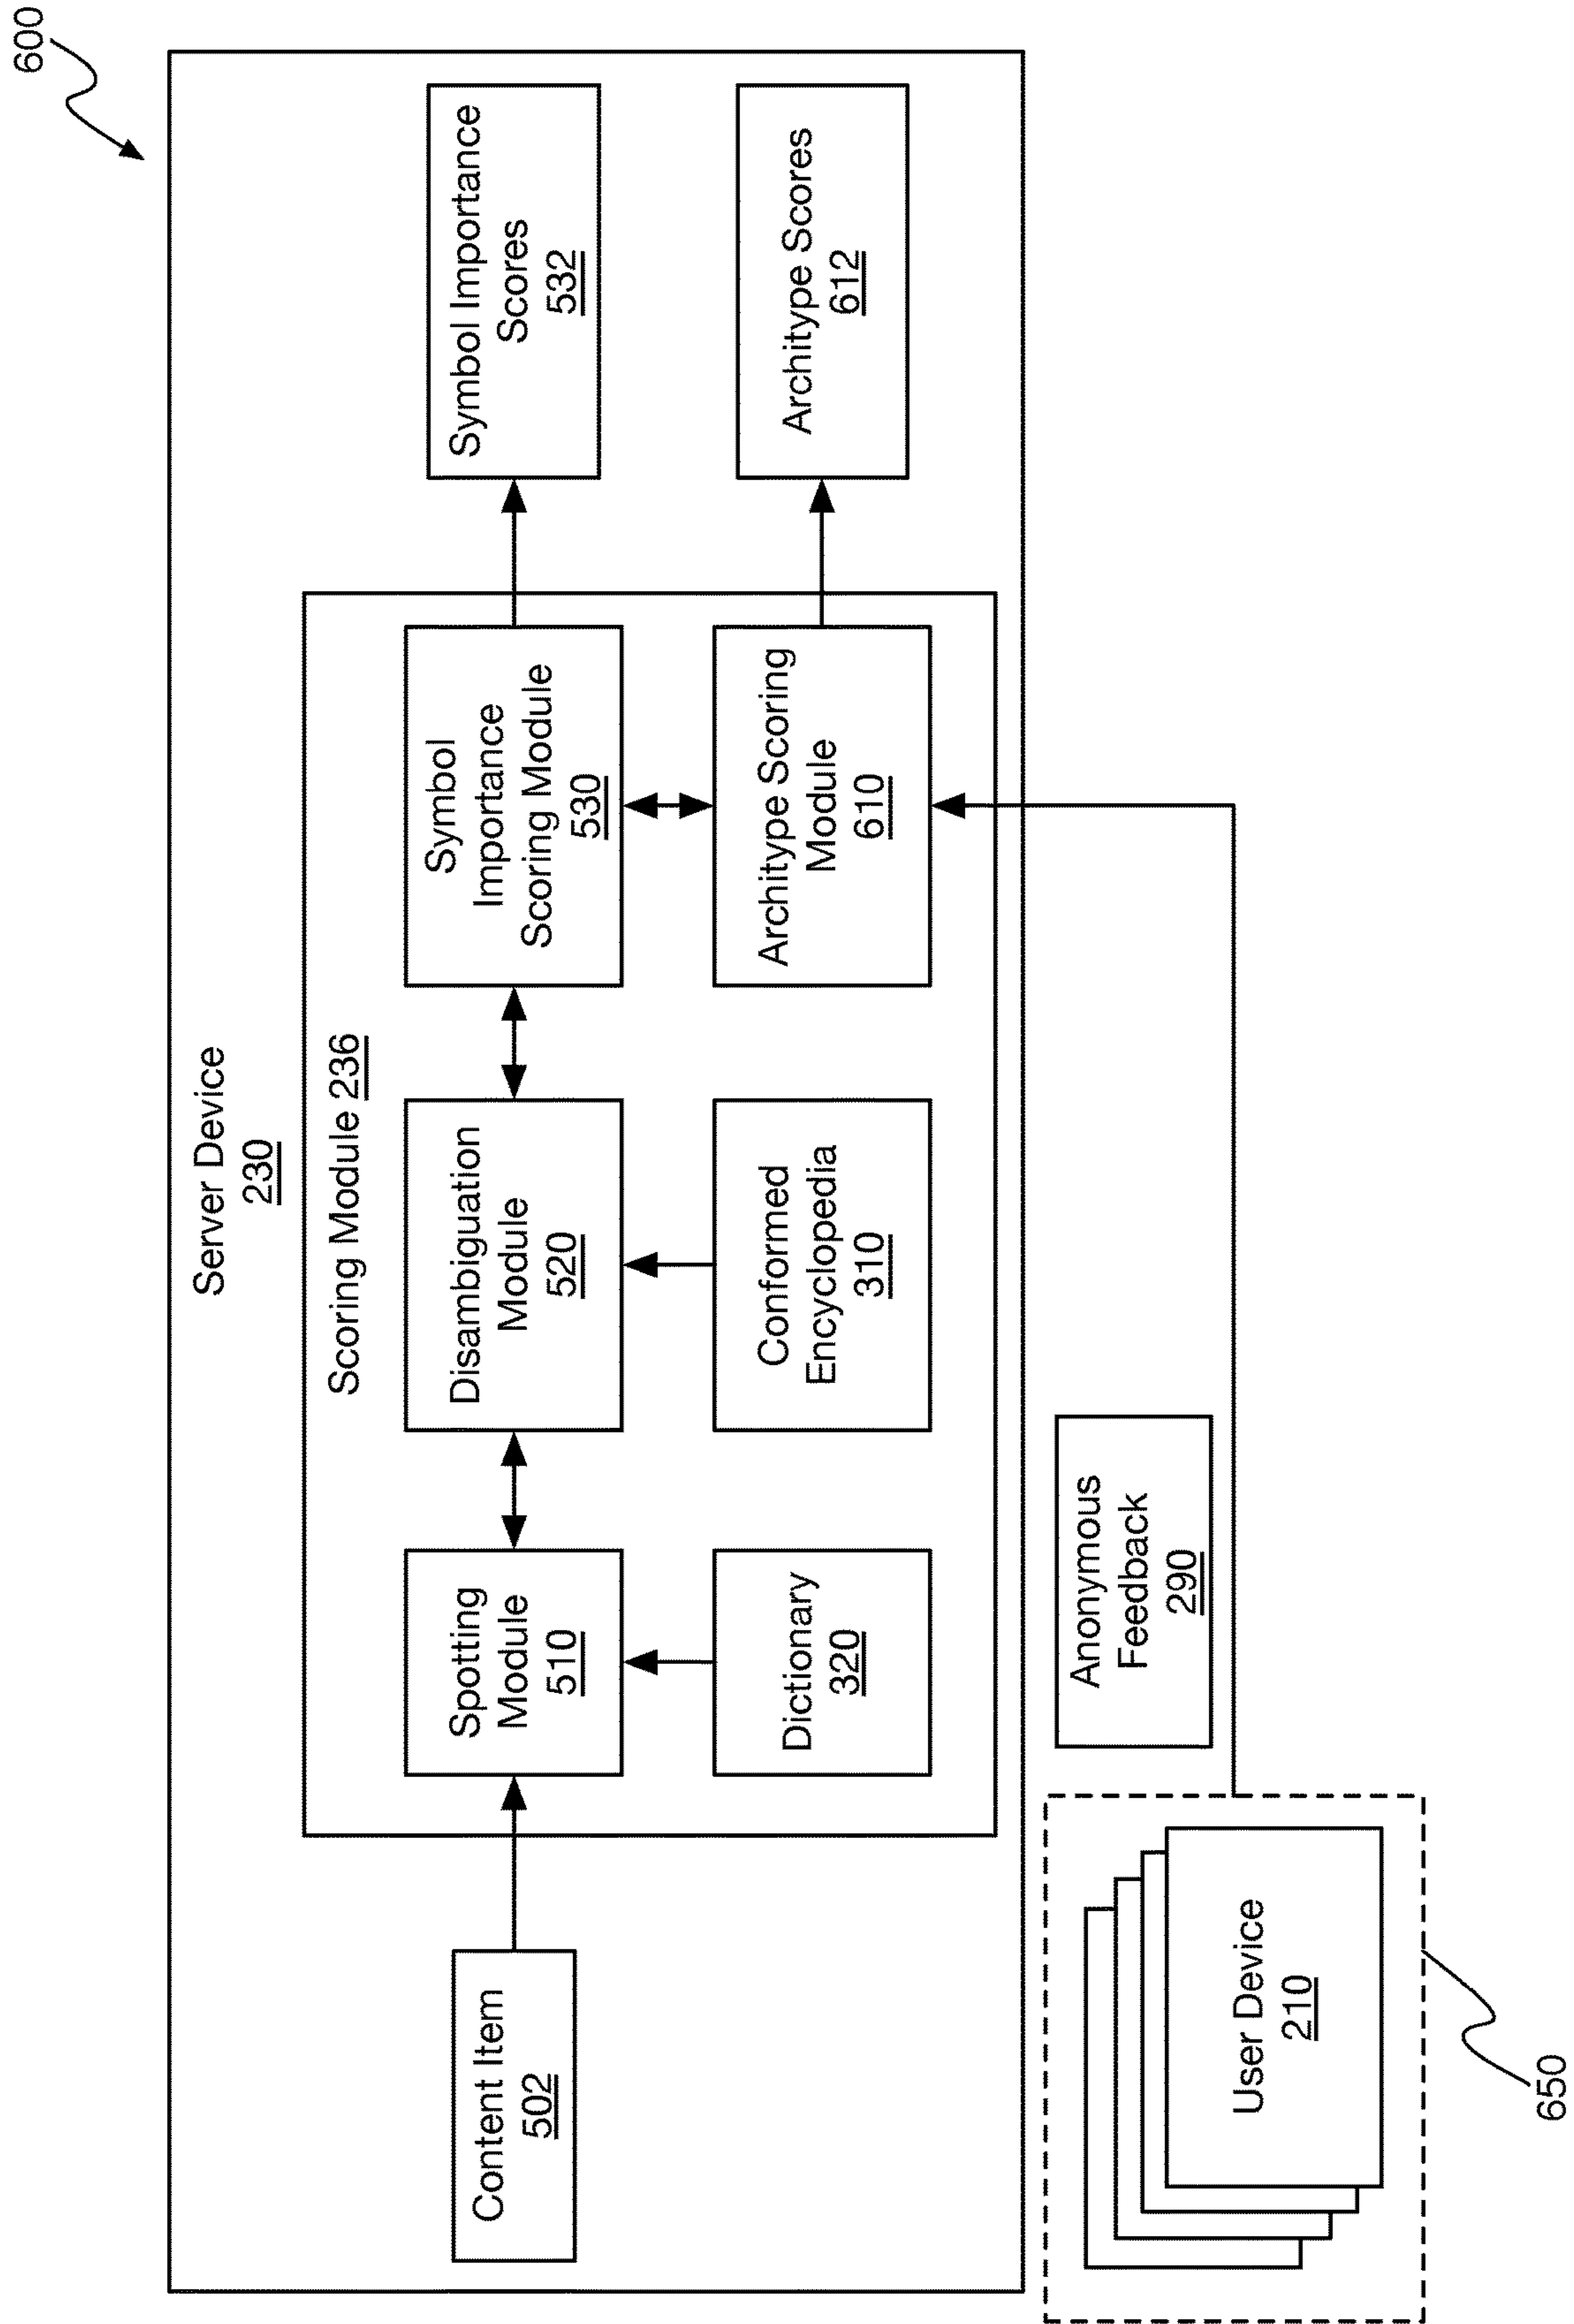 600
Server Device
230
Scoring Module 236
Content Item
502
Spotting
Module
510
Disambiguation
Module
520
Symbol
Importance
Scoring Module
530
Symbol Importance
Scores
532
Dictionary
320
Conformed
Encyclopedia
310
Architype Scoring
Module
610
Architype Scores
612
Anonymous
Feedback
290
User Device
210
650